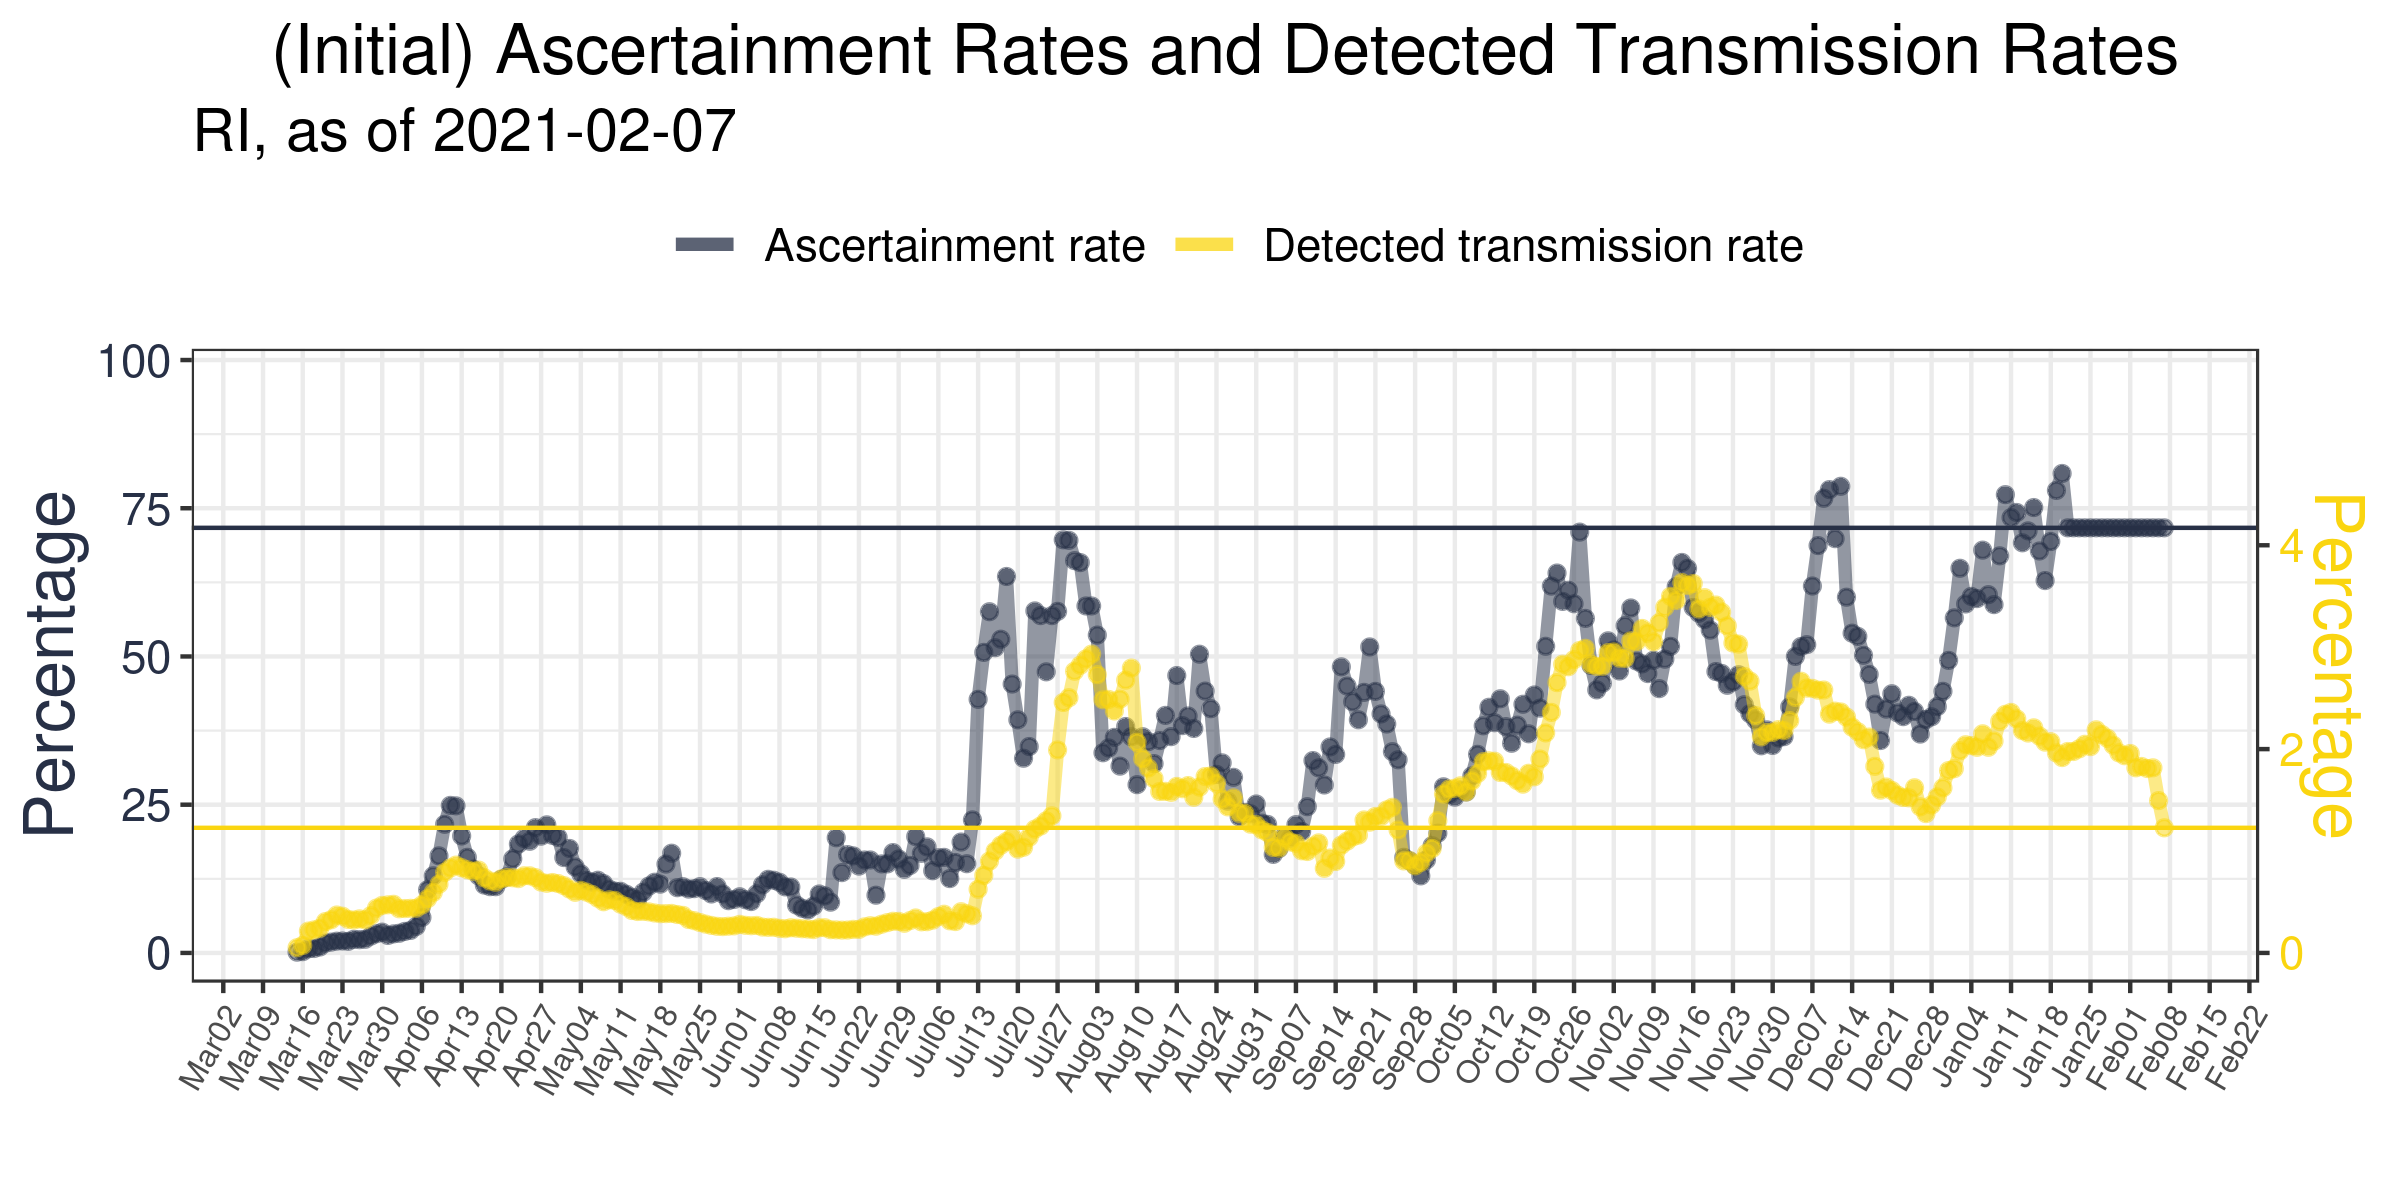 (Initial) Ascertainment Rates and Detected Transmission Rates
RI, as of 2021-02-07
Ascertainment rate
Detected transmission rate
Percentage
100
75
50
25
0
4
2
0
Percentage
Mar02
Mar09
Mar16
Mar23
Mar30
Apr06
Apr13
Apr20
Apr27
May04
May11
May18
May25
Jun01
Jun08
Jun15
Jun22
Jun29
Jul06
Jul13
Jul20
Jul27
Aug03
Aug10
Aug17
Aug24
Aug31
Sep07
Sep14
Sep21
Sep28
Oct05
Oct12
Oct19
Oct26
Nov02
Nov09
Nov16
Nov23
Nov30
Dec07
Dec14
Dec21
Dec28
Jan04
Jan11
Jan18
Jan25
Feb01
Feb08
Feb15
Feb22